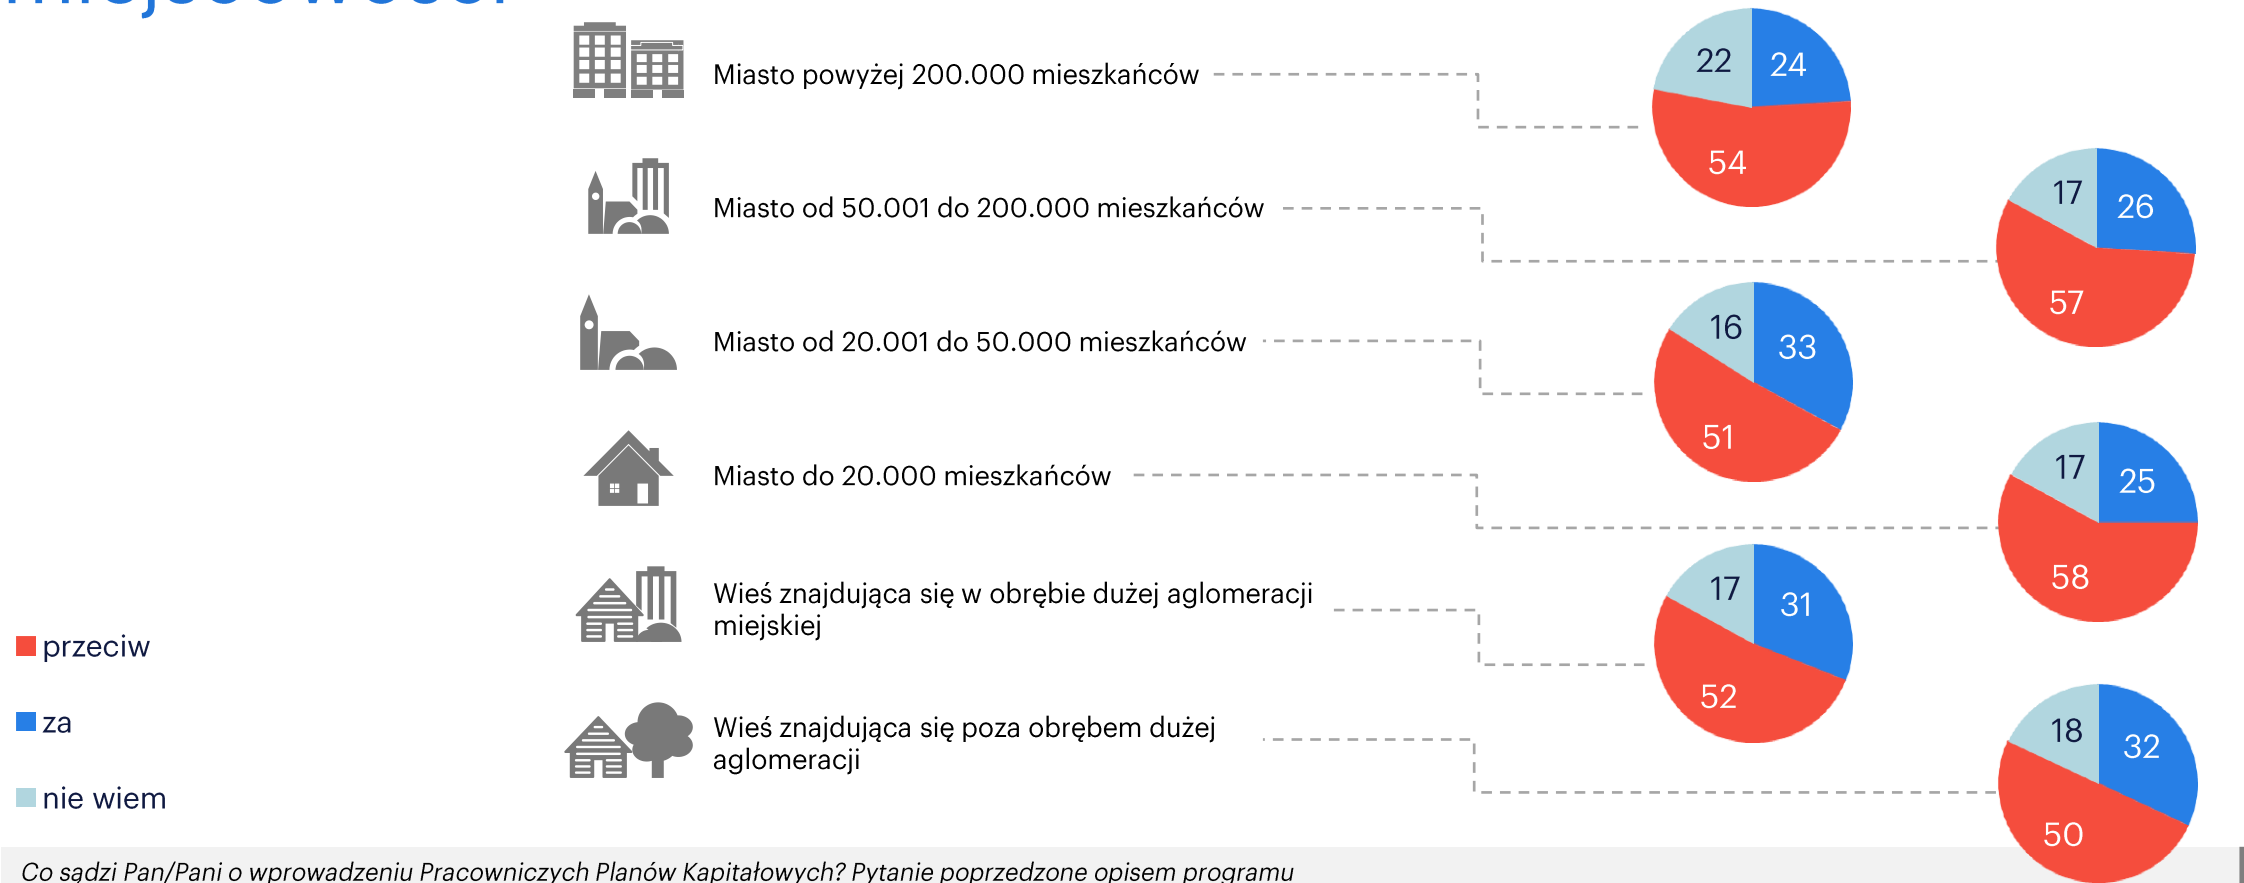 Miasto powyżej 200.000 mieszkańców
22 24
54
Miasto od 50.001 do 200.000 mieszkańców
17 26
57
Miasto od 20.001 do 50.000 mieszkańców
16 33
51
Miasto do 20.000 mieszkańców
17 25
58
Wieś znajdująca się w obrębie dużej aglomeracji
miejskiej
17 31
52
Wieś znajdująca się poza obrębem dużej
aglomeracji
18 32
50
przeciw
za
nie wiem
Co sądzi Pan/Pani o wprowadzeniu Pracowniczych Planów Kapitałowych? Pytanie poprzedzone opisem programu